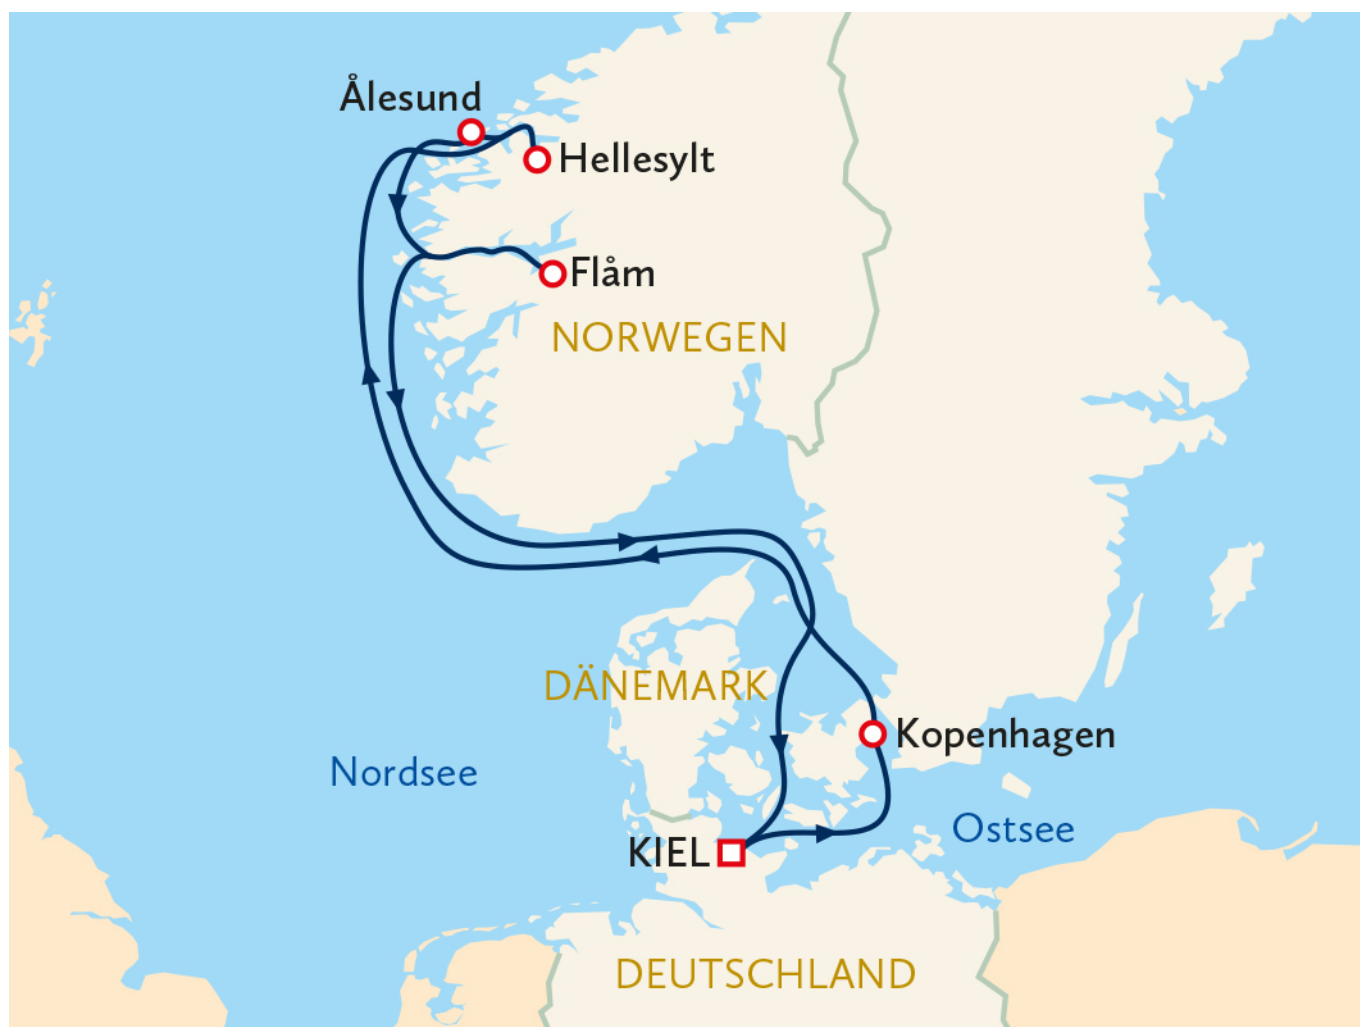 Ålesund
Hellesylt
Flåm
NORWEGEN
DÄNEMARK
Kopenhagen
Nordsee
Ostsee
KIEL
DEUTSCHLAND